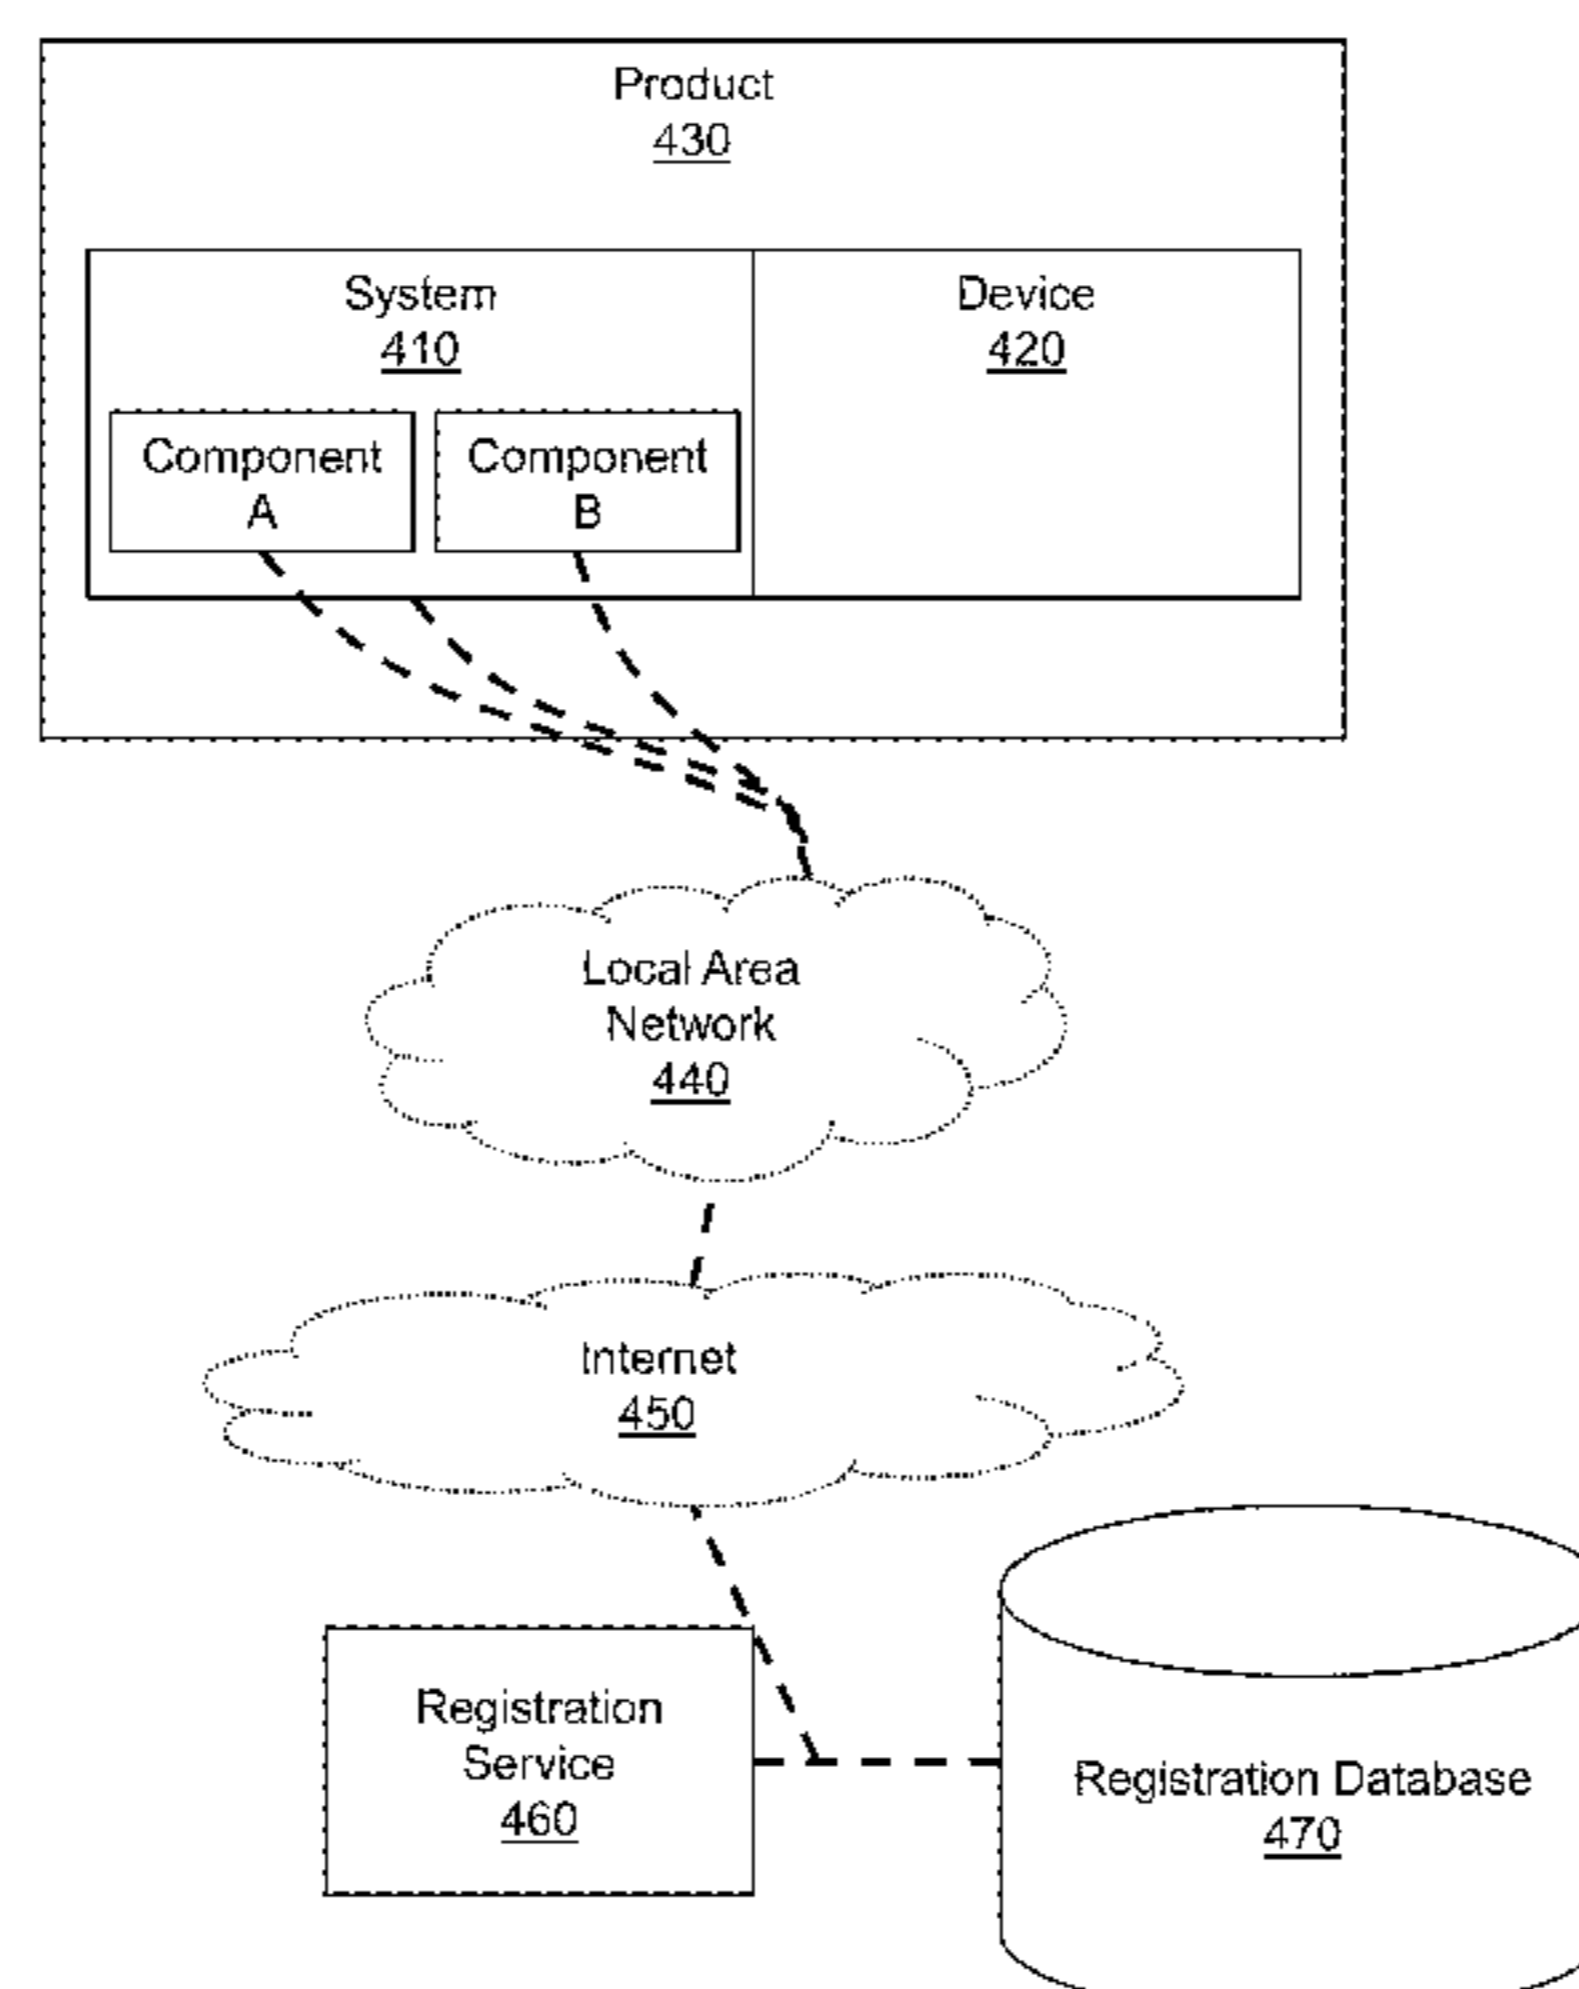 Product
430
System
410
Device
420
Component
A
Component
B
Local Area
Network
440
Internet
450
Registration
Service
460
Registration Database
470